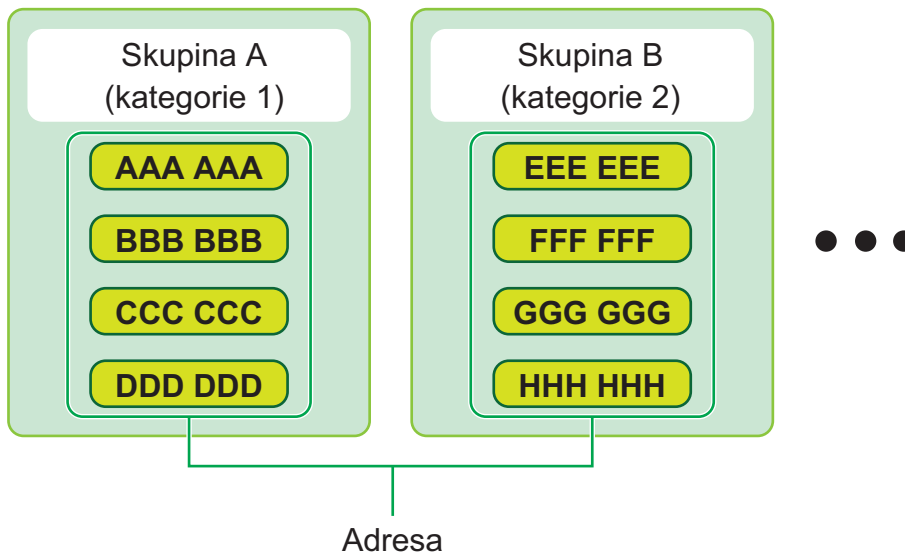 Skupina A
(kategorie 1)
AAA AAA
BBB BBB
CCC CCC
DDD DDD
Skupina B
(kategorie 2)
EEE EEE
FFF FFF
GGG GGG
HHH HHH
Adresa